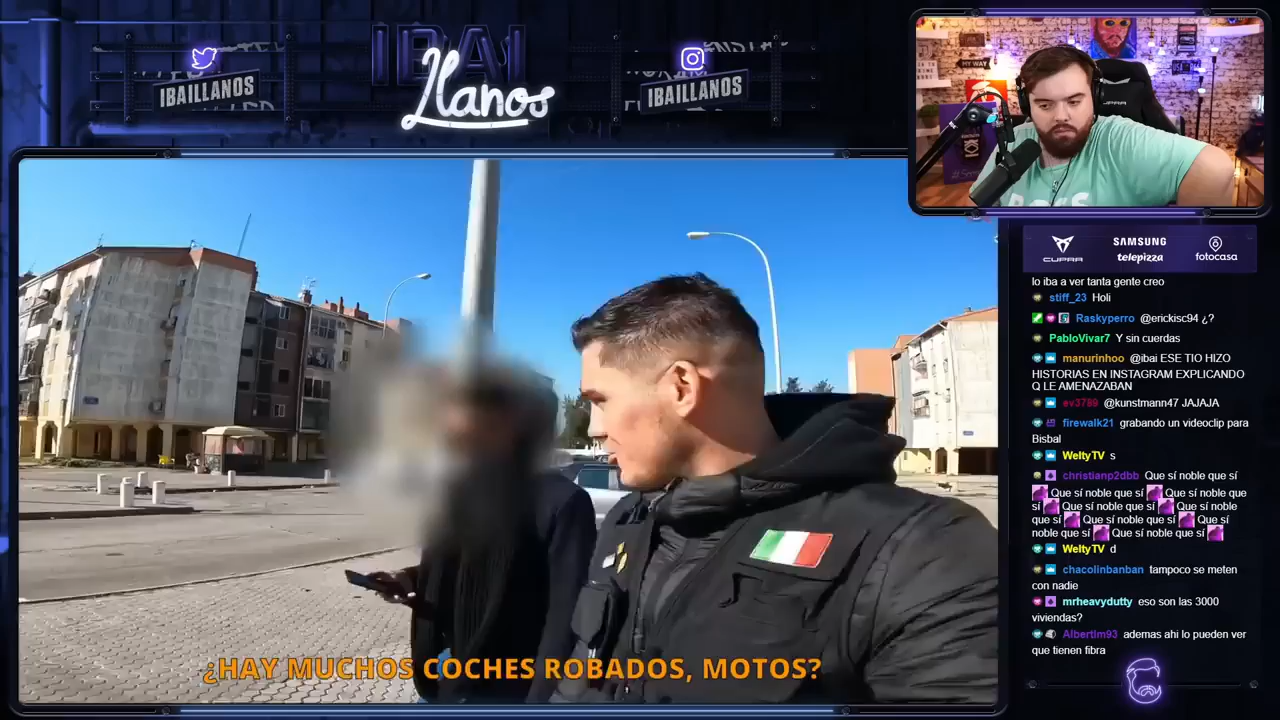 IBAI
Llanos
IBAILLANOS
IBAILLANOS
MY WAY
CUPRA
SAMSUNG
telepizza
fotocasa
lo iba a ver tanta gente creo
stiff_23 Holi
Raskyperro @erickisc94 ¿?
PabloVivar7 Y sin cuerdas
manurinhoo @ibai ESE TIO HIZO
HISTORIAS EN INSTAGRAM EXPLICANDO
Q LE AMENAZABAN
ev3789 @kunstmann47 JAJAJA
firewalk21 grabando un videoclip para
Bisbal
WeltyTV s
christianp2dbb Que sí noble que sí
Que sí noble que sí Que sí noble que
sí Que sí noble que sí Que sí noble
que sí Que sí noble que sí Que sí
noble que sí Que sí noble que sí
WeltyTV d
chacolinbanban tampoco se meten
con nadie
mrheavydutty eso son las 3000
viviendas?
Albertlm93 ademas ahi lo pueden ver
que tienen fibra
¿HAY MUCHOS COCHES ROBADOS, MOTOS?